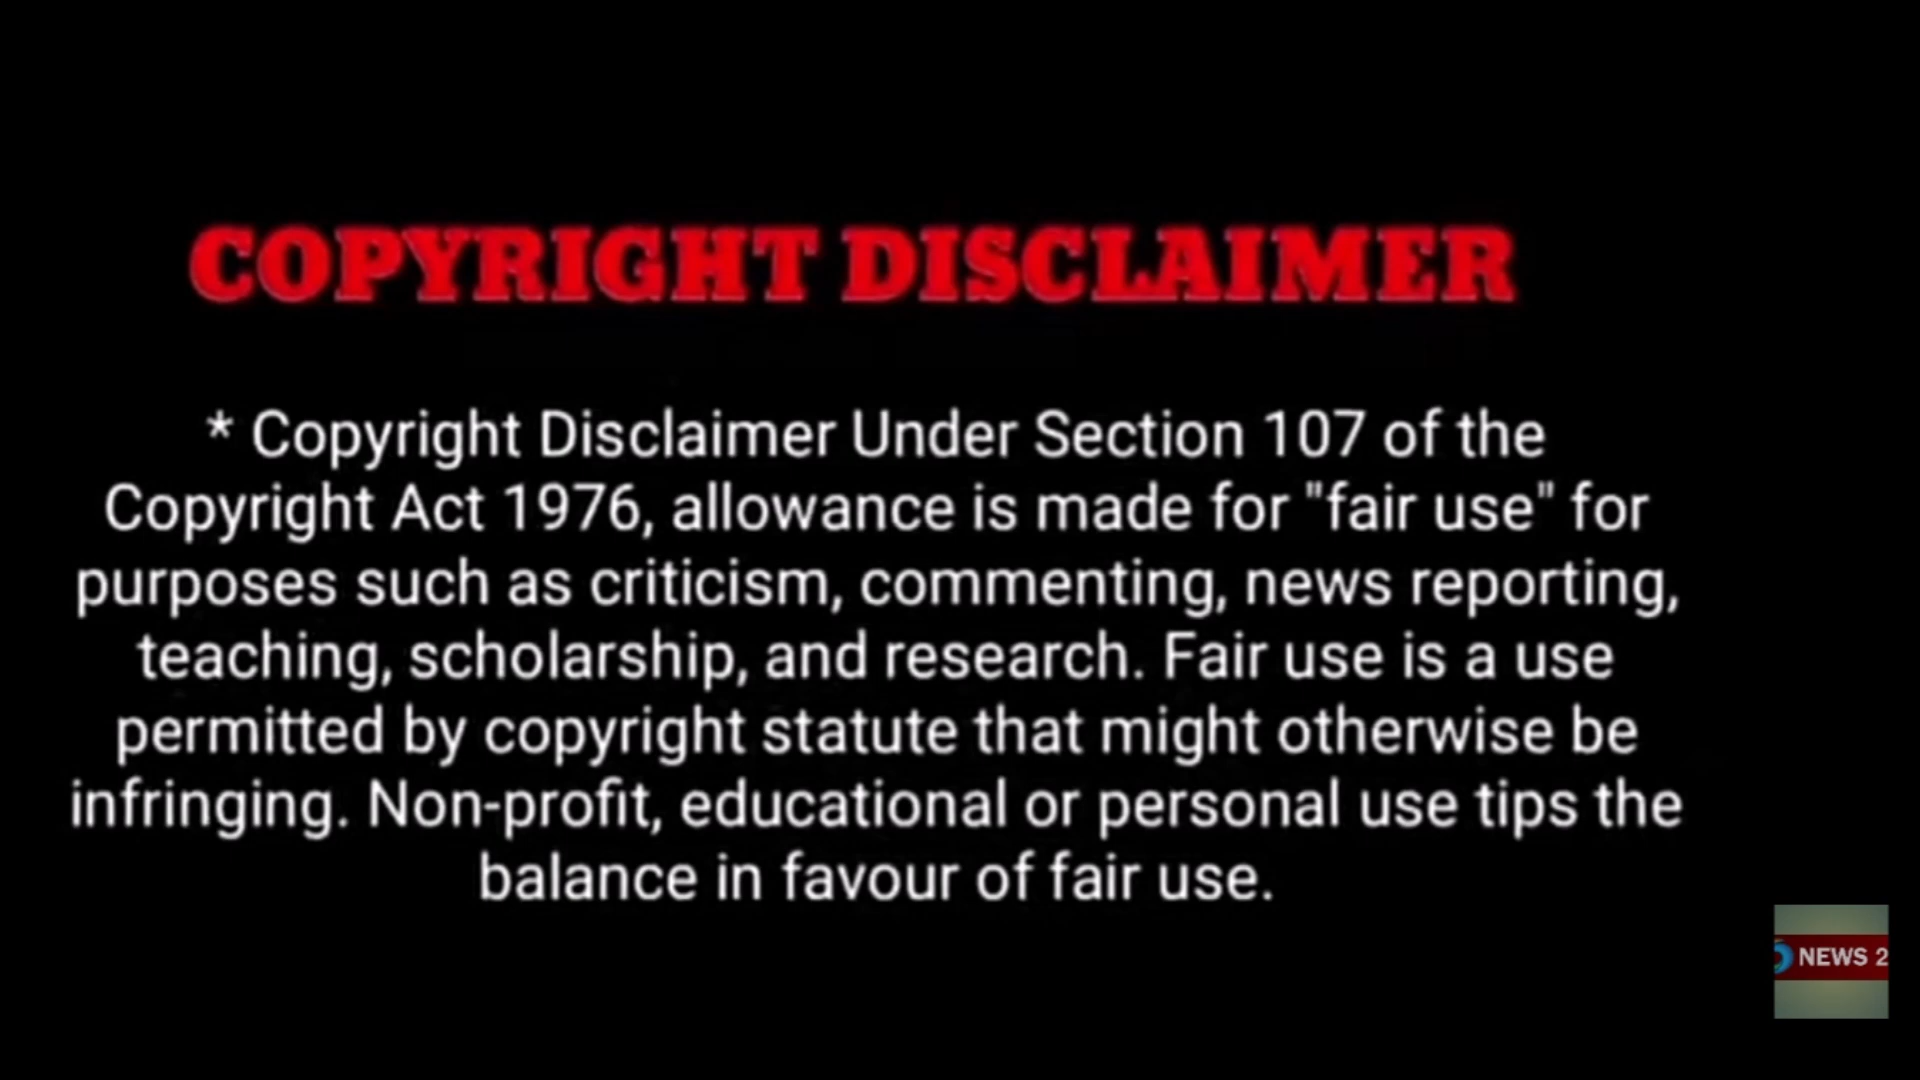 COPYRIGHT DISCLAIMER
* Copyright Disclaimer Under Section 107 of the
Copyright Act 1976, allowance is made for "fair use" for
purposes such as criticism, commenting, news reporting,
teaching, scholarship, and research. Fair use is a use
permitted by copyright statute that might otherwise be
infringing. Non-profit, educational or personal use tips the
balance in favour of fair use.
NEWS 2